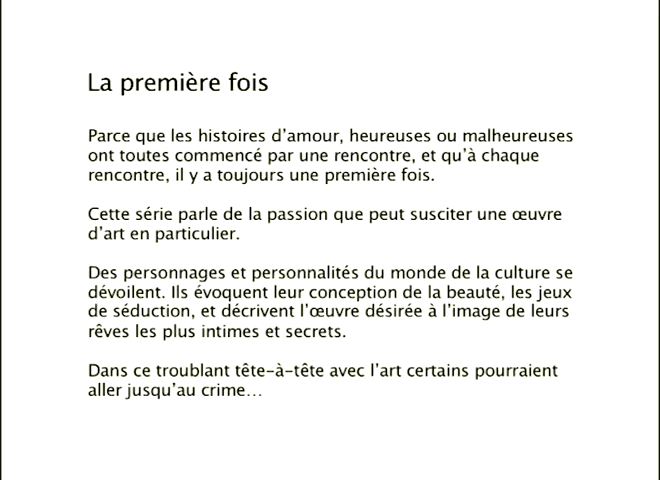 La première fois
Parce que les histoires d'amour, heureuses ou malheureuses
ont toutes commencé par une rencontre, et qu'à chaque
rencontre, il y a toujours une première fois.
Cette série parle de la passion que peut susciter une œuvre
d'art en particulier.
Des personnages et personnalités du monde de la culture se
dévoilent. Ils évoquent leur conception de la beauté, les jeux
de séduction, et décrivent l'œuvre désirée à l'image de leurs
rêves les plus intimes et secrets.
Dans ce troublant tête-à-tête avec l'art certains pourraient
aller jusqu'au crime…